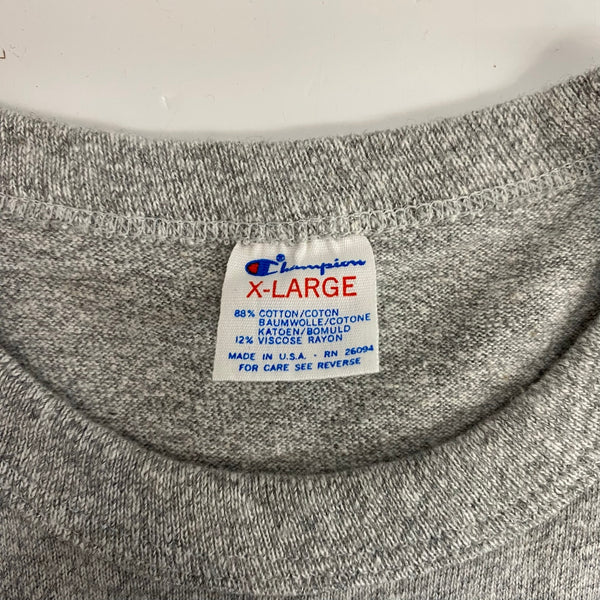 Champion®
X-LARGE
88% COTTON/COTON
BAUMWOLLE/COTONE
KATOEN/BOMULD
12% VISCOSE RAYON
MADE IN U.S.A. - RN 26094
FOR CARE SEE REVERSE